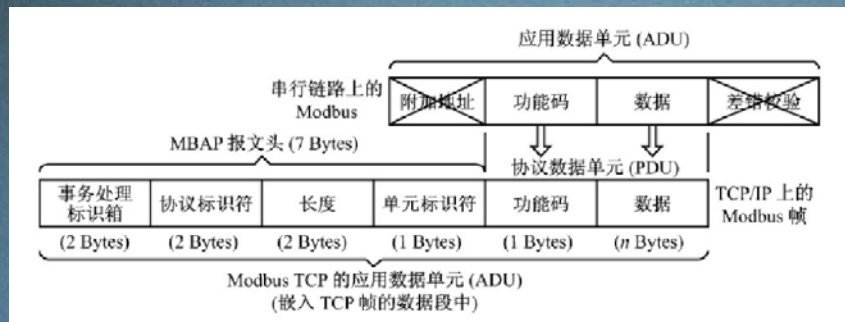 应用数据单元 (ADU)
串行链路上的
Modbus
附加地址 功能码 数据 差错校验
MBAP 报文头 (7 Bytes)
协议数据单元 (PDU)
事务处理
标识箱 协议标识符 长度 单元标识符 功能码 数据
TCP/IP 上的
Modbus 帧
(2 Bytes) (2 Bytes) (2 Bytes) (1 Bytes) (1 Bytes) (n Bytes)
Modbus TCP 的应用数据单元 (ADU)
(嵌入 TCP 帧的数据段中)